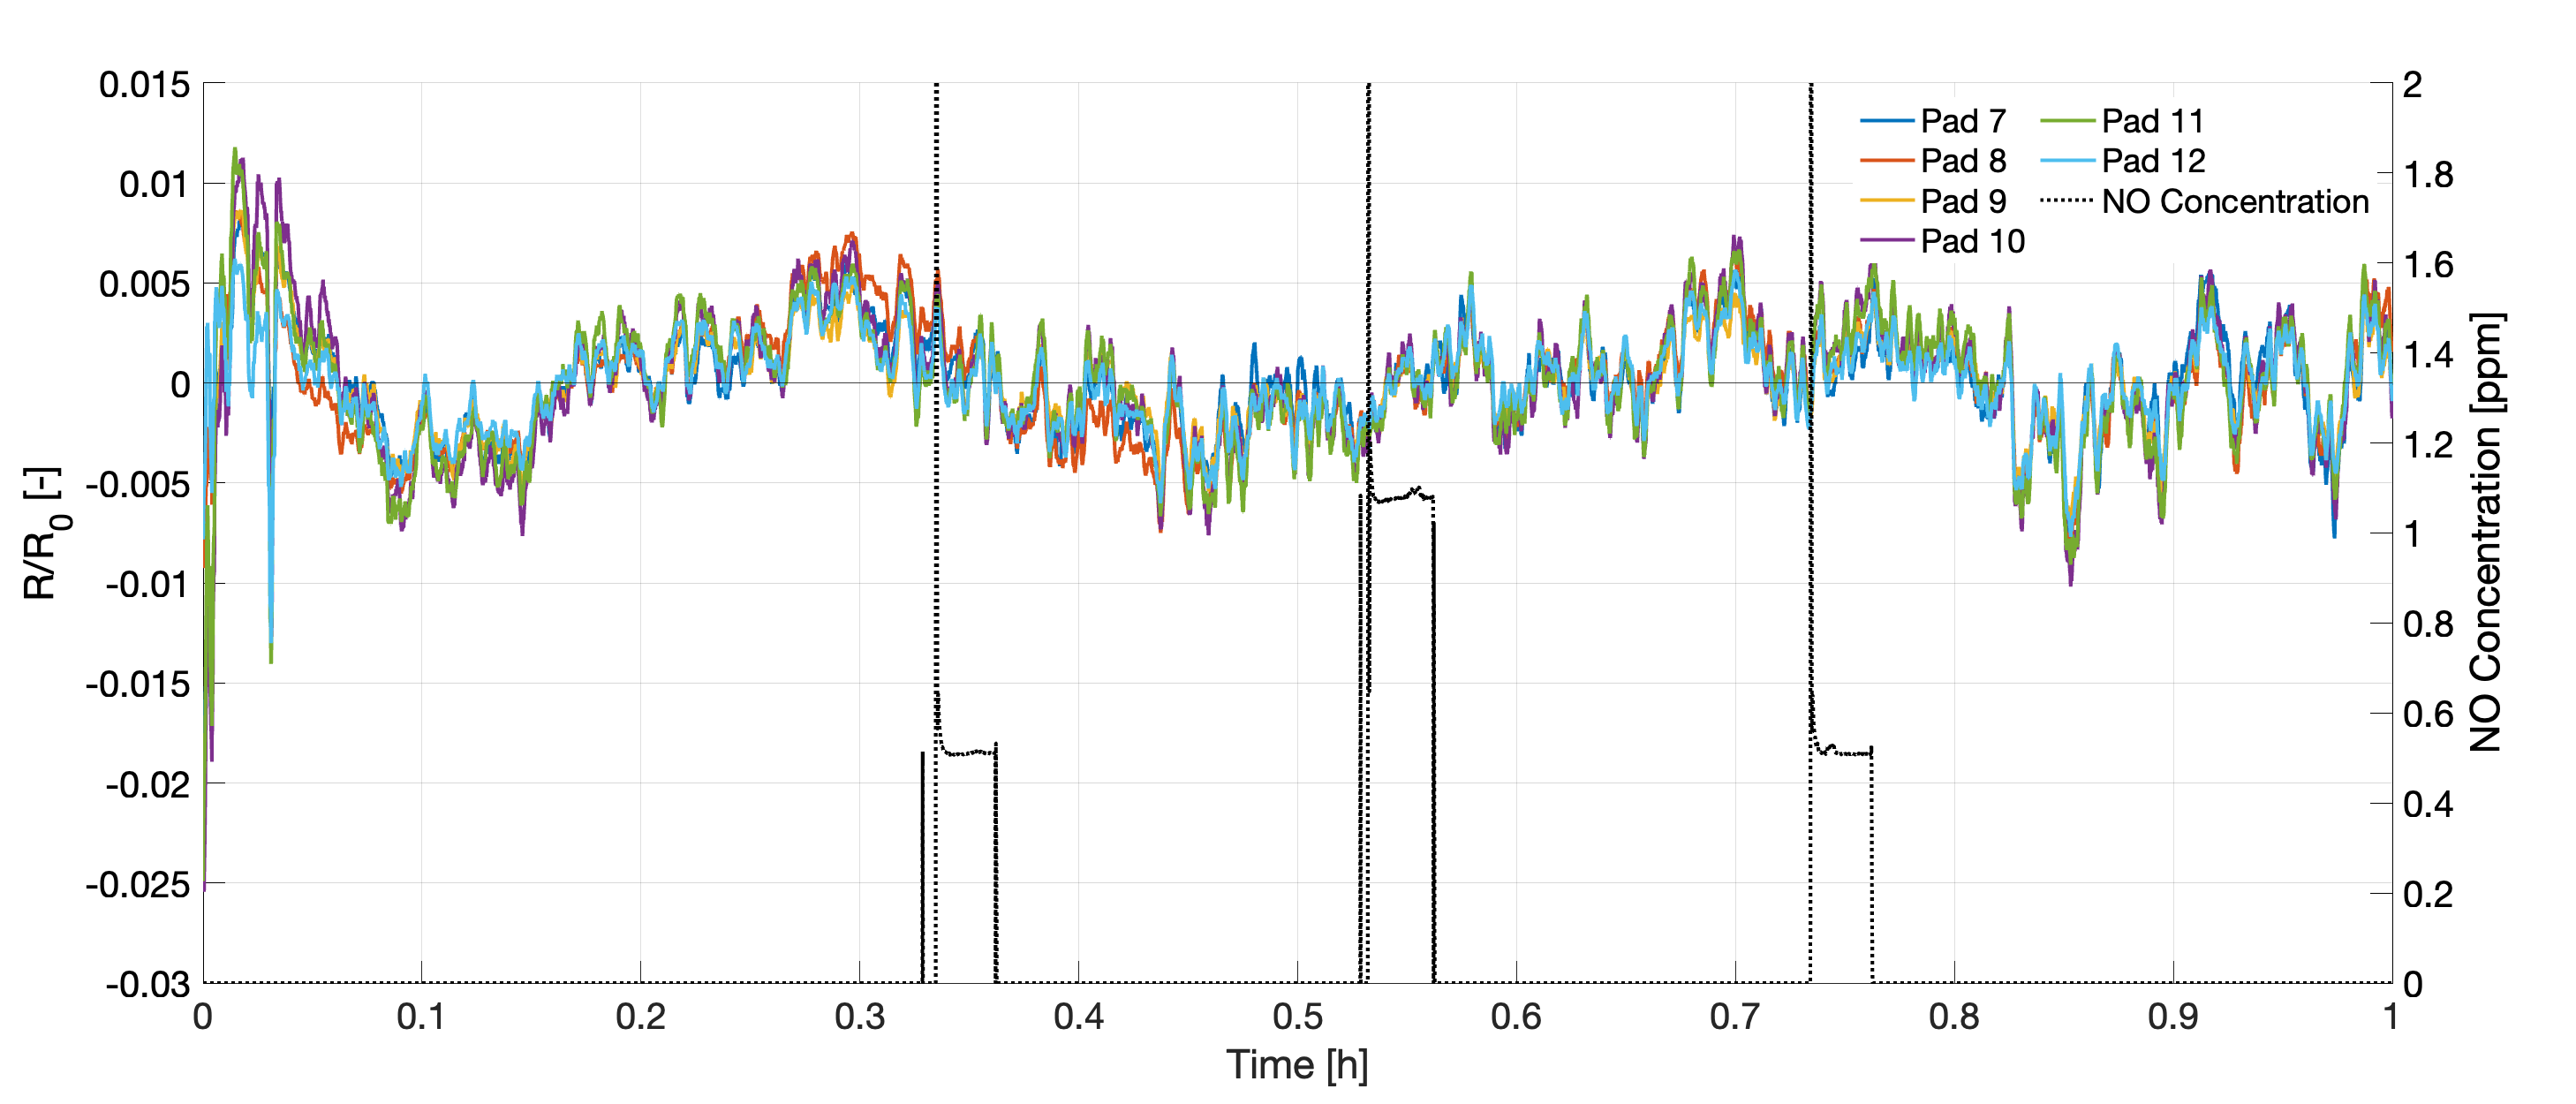 0.015
0.01
0.005
0
-0.005
-0.01
-0.015
-0.02
-0.025
-0.03
R/R0 [-]
0 0.1 0.2 0.3 0.4 0.5 0.6 0.7 0.8 0.9 1
Time [h]
2
1.8
1.6
1.4
1.2
1
0.8
0.6
0.4
0.2
0
NO Concentration [ppm]
Pad 7
Pad 8
Pad 9
Pad 10
Pad 11
Pad 12
NO Concentration